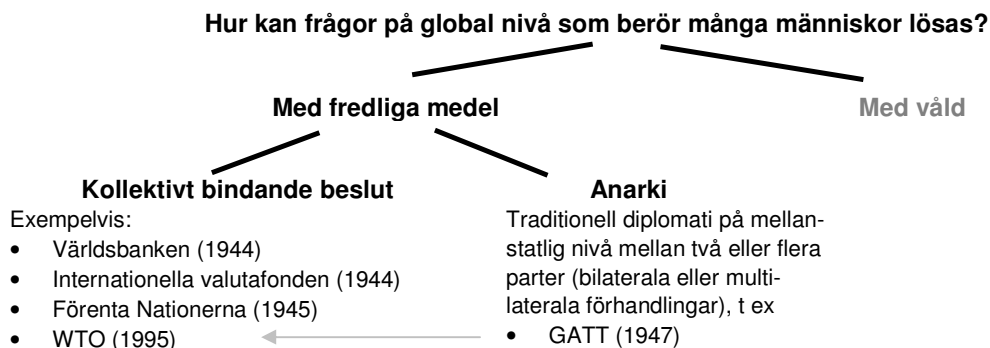 Hur kan frågor på global nivå som berör många människor lösas?
Med fredliga medel
Med våld
Kollektivt bindande beslut
Exempelvis:
• Världsbanken (1944)
• Internationella valutafonden (1944)
• Förenta Nationerna (1945)
• WTO (1995)
Anarki
Traditionell diplomati på mellan-
statlig nivå mellan två eller flera
parter (bilaterala eller multi-
laterala förhandlingar), t ex
• GATT (1947)